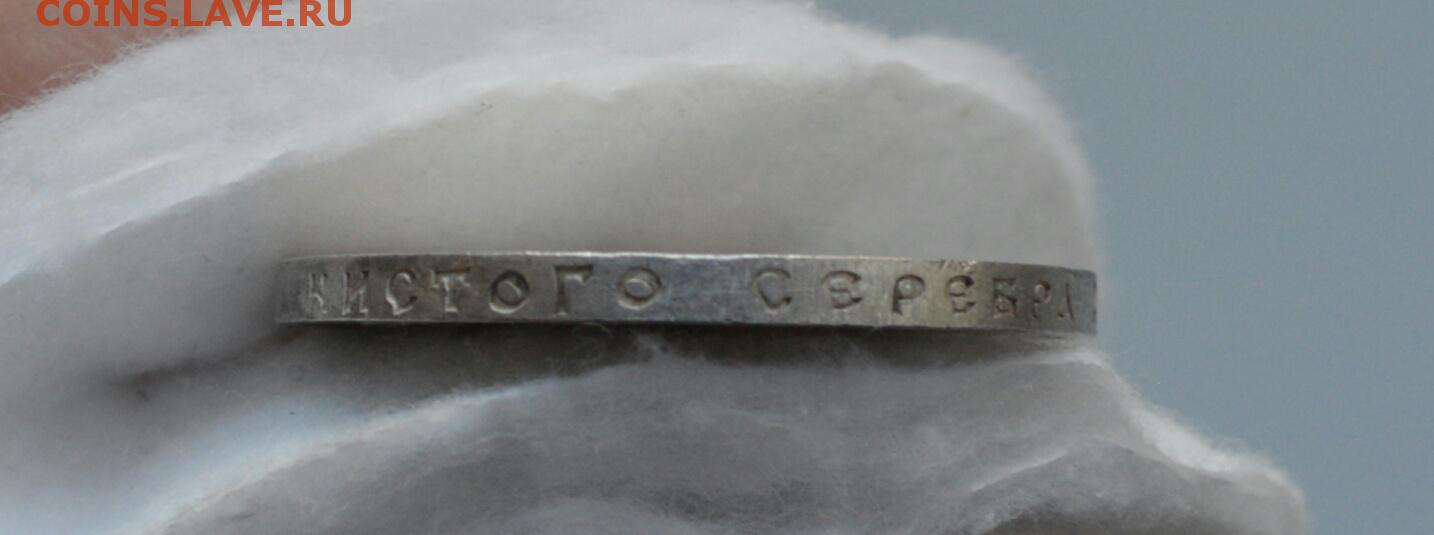 COINS.LAVE.RU
ЧИСТОГО СЕРЕБРА